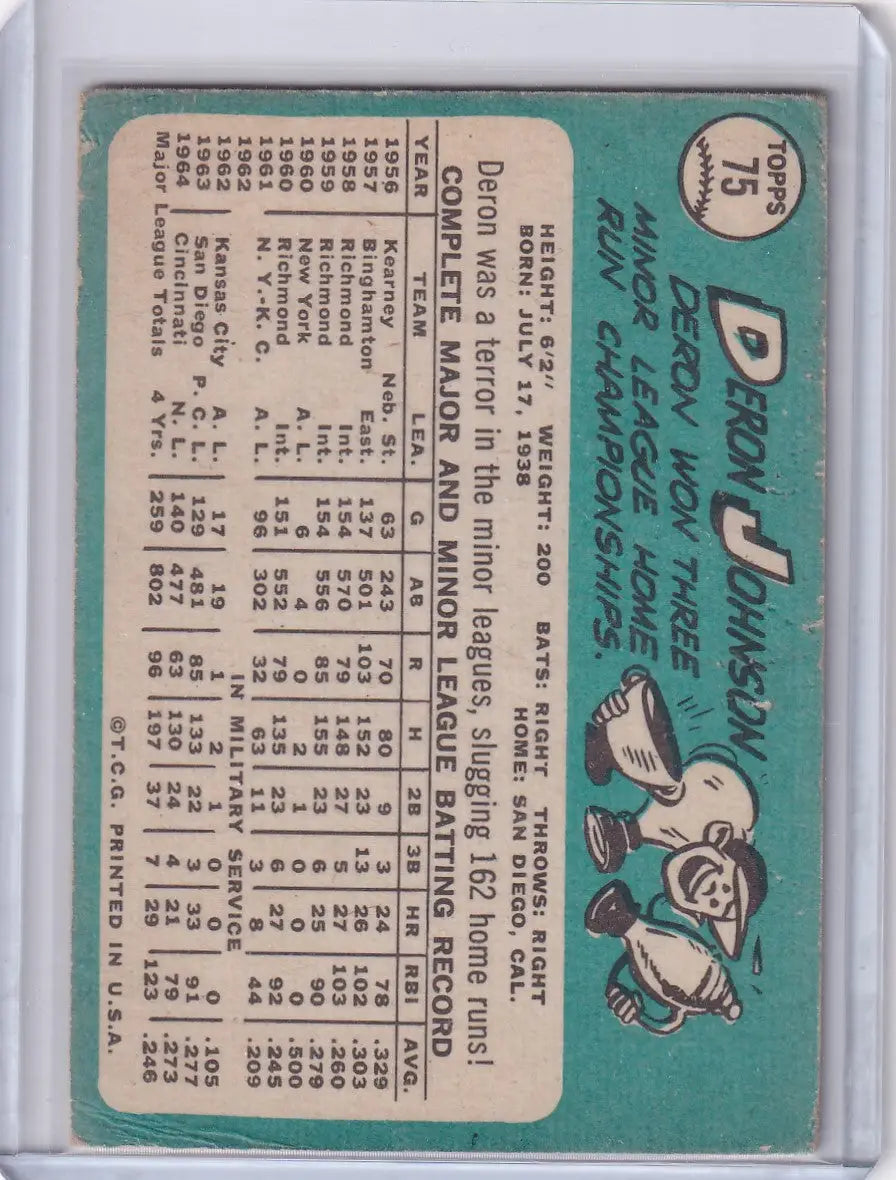 TOPPS
75
DERON JOHNSON
DERON WON THREE
MINOR LEAGUE HOME
RUN CHAMPIONSHIPS.
HEIGHT: 6'2" WEIGHT: 200 BATS: RIGHT THROWS: RIGHT
BORN: JULY 17, 1938 HOME: SAN DIEGO, CAL.
Deron was a terror in the minor leagues, slugging 162 home runs!
COMPLETE MAJOR AND MINOR LEAGUE BATTING RECORD
YEAR TEAM LEA. G AB R H 2B 3B HR RBI AVG.
1956 Kearney Neb. St. 63 243 70 80 9 3 24 78 .329
1957 Binghamton East. 137 501 103 152 23 13 26 102 .303
1958 Richmond Int. 154 570 79 148 27 5 27 103 .260
1959 Richmond Int. 154 556 85 155 23 6 25 90 .279
1960 New York A. L. 6 4 0 2 1 0 0 0 .500
1960 Richmond Int. 151 552 79 135 23 6 27 92 .245
1961 N. Y.-K. C. A. L. 96 302 32 63 11 3 8 44 .209
1962 IN MILITARY SERVICE
1962 Kansas City A. L. 17 19 1 2 1 0 0 0 .105
1963 San Diego P. C. L. 129 481 85 133 22 3 33 91 .277
1964 Cincinnati N. L. 140 477 63 130 24 4 21 79 .273
Major League Totals 4 Yrs. 259 802 96 197 37 7 29 123 .246
©T.C.G. PRINTED IN U.S.A.